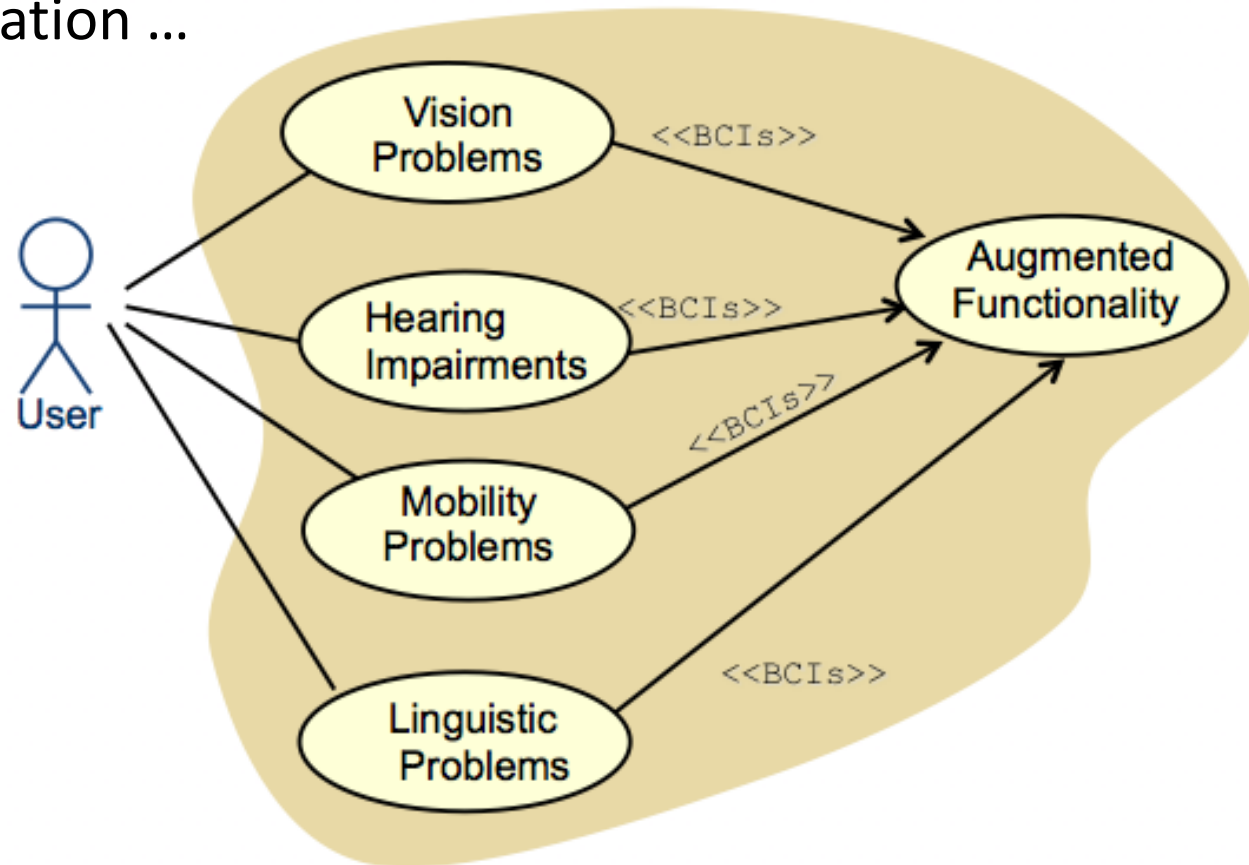 ation ...
Vision
Problems
<<BCIs>>
Augmented
Functionality
Hearing
Impairments
<<BCIs>>
User
<<BCIs>>
Mobility
Problems
<<BCIs>>
Linguistic
Problems